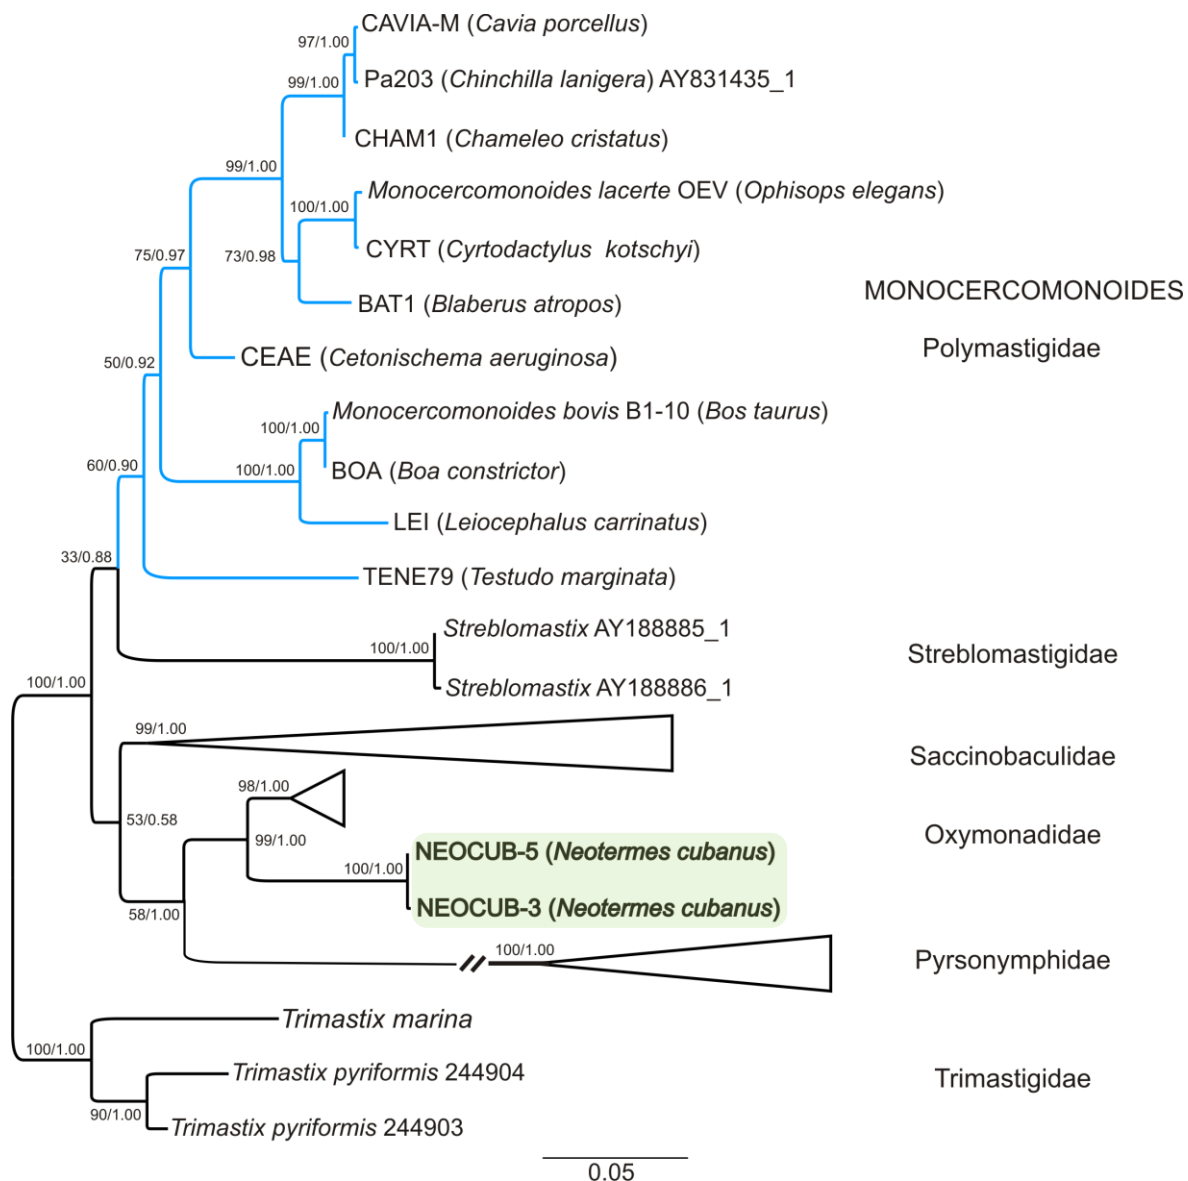 CAVIA-M (Cavia porcellus)
97/1.00
Pa203 (Chinchilla lanigera) AY831435_1
99/1.00
CHAM1 (Chameleo cristatus)
99/1.00
Monocercomonoides lacerte OEV (Ophisops elegans)
100/1.00
CYRT (Cyrtodactylus kotschyi)
75/0.97
73/0.98
MONOCERCOMONOIDES
BAT1 (Blaberus atropos)
Polymastigidae
CEAE (Cetonischema aeruginosa)
50/0.92
Monocercomonoides bovis B1-10 (Bos taurus)
100/1.00
60/0.90
100/1.00
BOA (Boa constrictor)
LEI (Leiocephalus carrinatus)
33/0.88
TENE79 (Testudo marginata)
Streblomastix AY188885_1
100/1.00
Streblomastigidae
100/1.00
Streblomastix AY188886_1
99/1.00
Saccinobaculidae
98/1.00
53/0.58
Oxymonadidae
99/1.00
NEOCUB-5 (Neotermes cubanus)
100/1.00
NEOCUB-3 (Neotermes cubanus)
58/1.00
100/1.00
Pyrsonymphidae
Trimastix marina
100/1.00
Trimastix pyriformis 244904
Trimastigidae
90/1.00
Trimastix pyriformis 244903
0.05